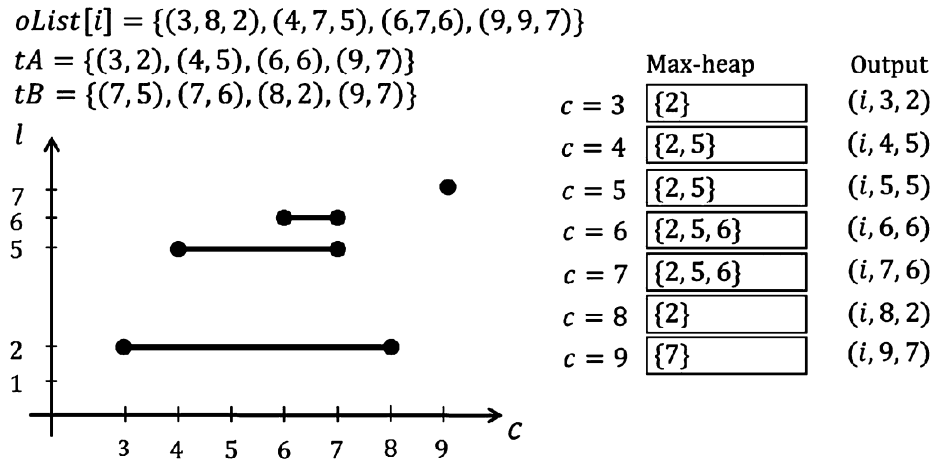 oList[i] = {(3, 8, 2), (4, 7, 5), (6,7,6), (9, 9, 7)}
tA = {(3, 2), (4, 5), (6, 6), (9, 7)}
tB = {(7, 5), (7, 6), (8, 2), (9, 7)}
l
7
6
5
2
1
3 4 5 6 7 8 9
C
Max-heap Output
c = 3 {2} (i, 3, 2)
c = 4 {2, 5} (i, 4, 5)
c = 5 {2, 5} (i, 5, 5)
c = 6 {2, 5, 6} (i, 6, 6)
c = 7 {2, 5, 6} (i, 7, 6)
c = 8 {2} (i, 8, 2)
c = 9 {7} (i, 9, 7)